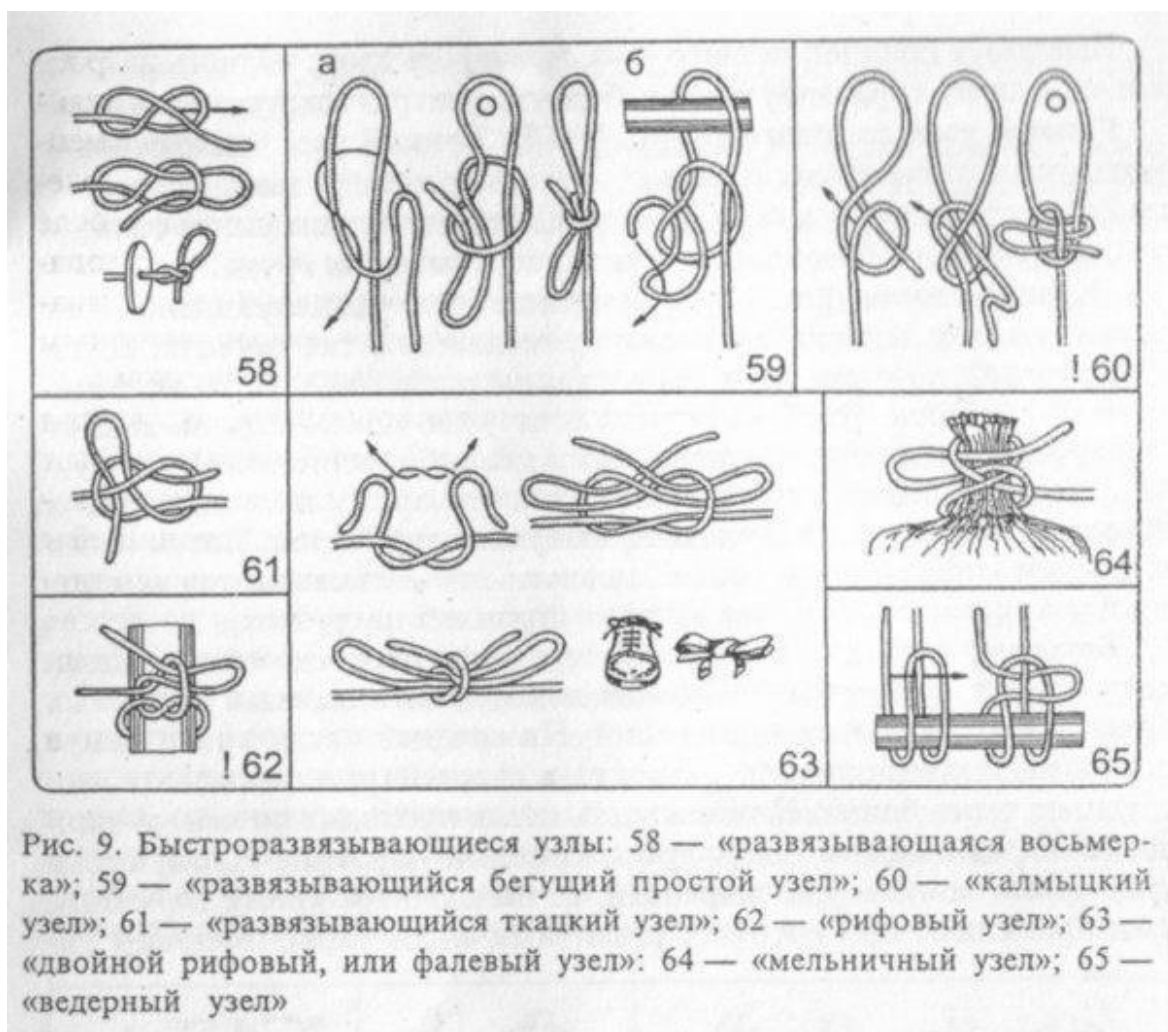 а
б
58
59
! 60
61
64
! 62
63
65
Рис. 9. Быстроразвязывающиеся узлы: 58 — «развязывающаяся восьмер-
ка»; 59 — «развязывающийся бегущий простой узел»; 60 — «калмыцкий
узел»; 61 — «развязывающийся ткацкий узел»; 62 — «рифовый узел»; 63 —
«двойной рифовый, или фалевый узел»: 64 — «мельничный узел»; 65 —
«ведерный узел»